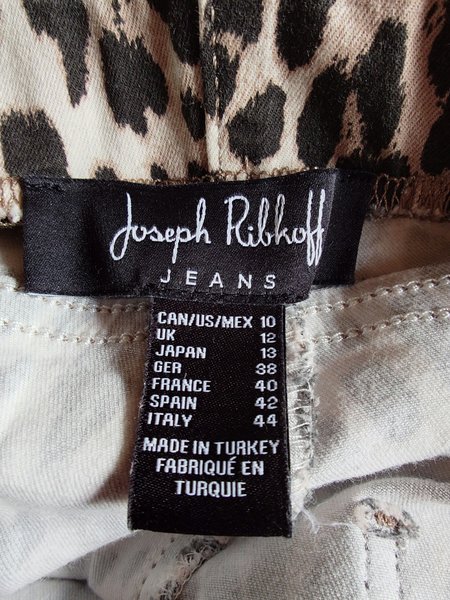 Joseph Ribkoff
JEANS
CAN/US/MEX 10
UK 12
JAPAN 13
GER 38
FRANCE 40
SPAIN 42
ITALY 44
MADE IN TURKEY
FABRIQUÉ EN
TURQUIE